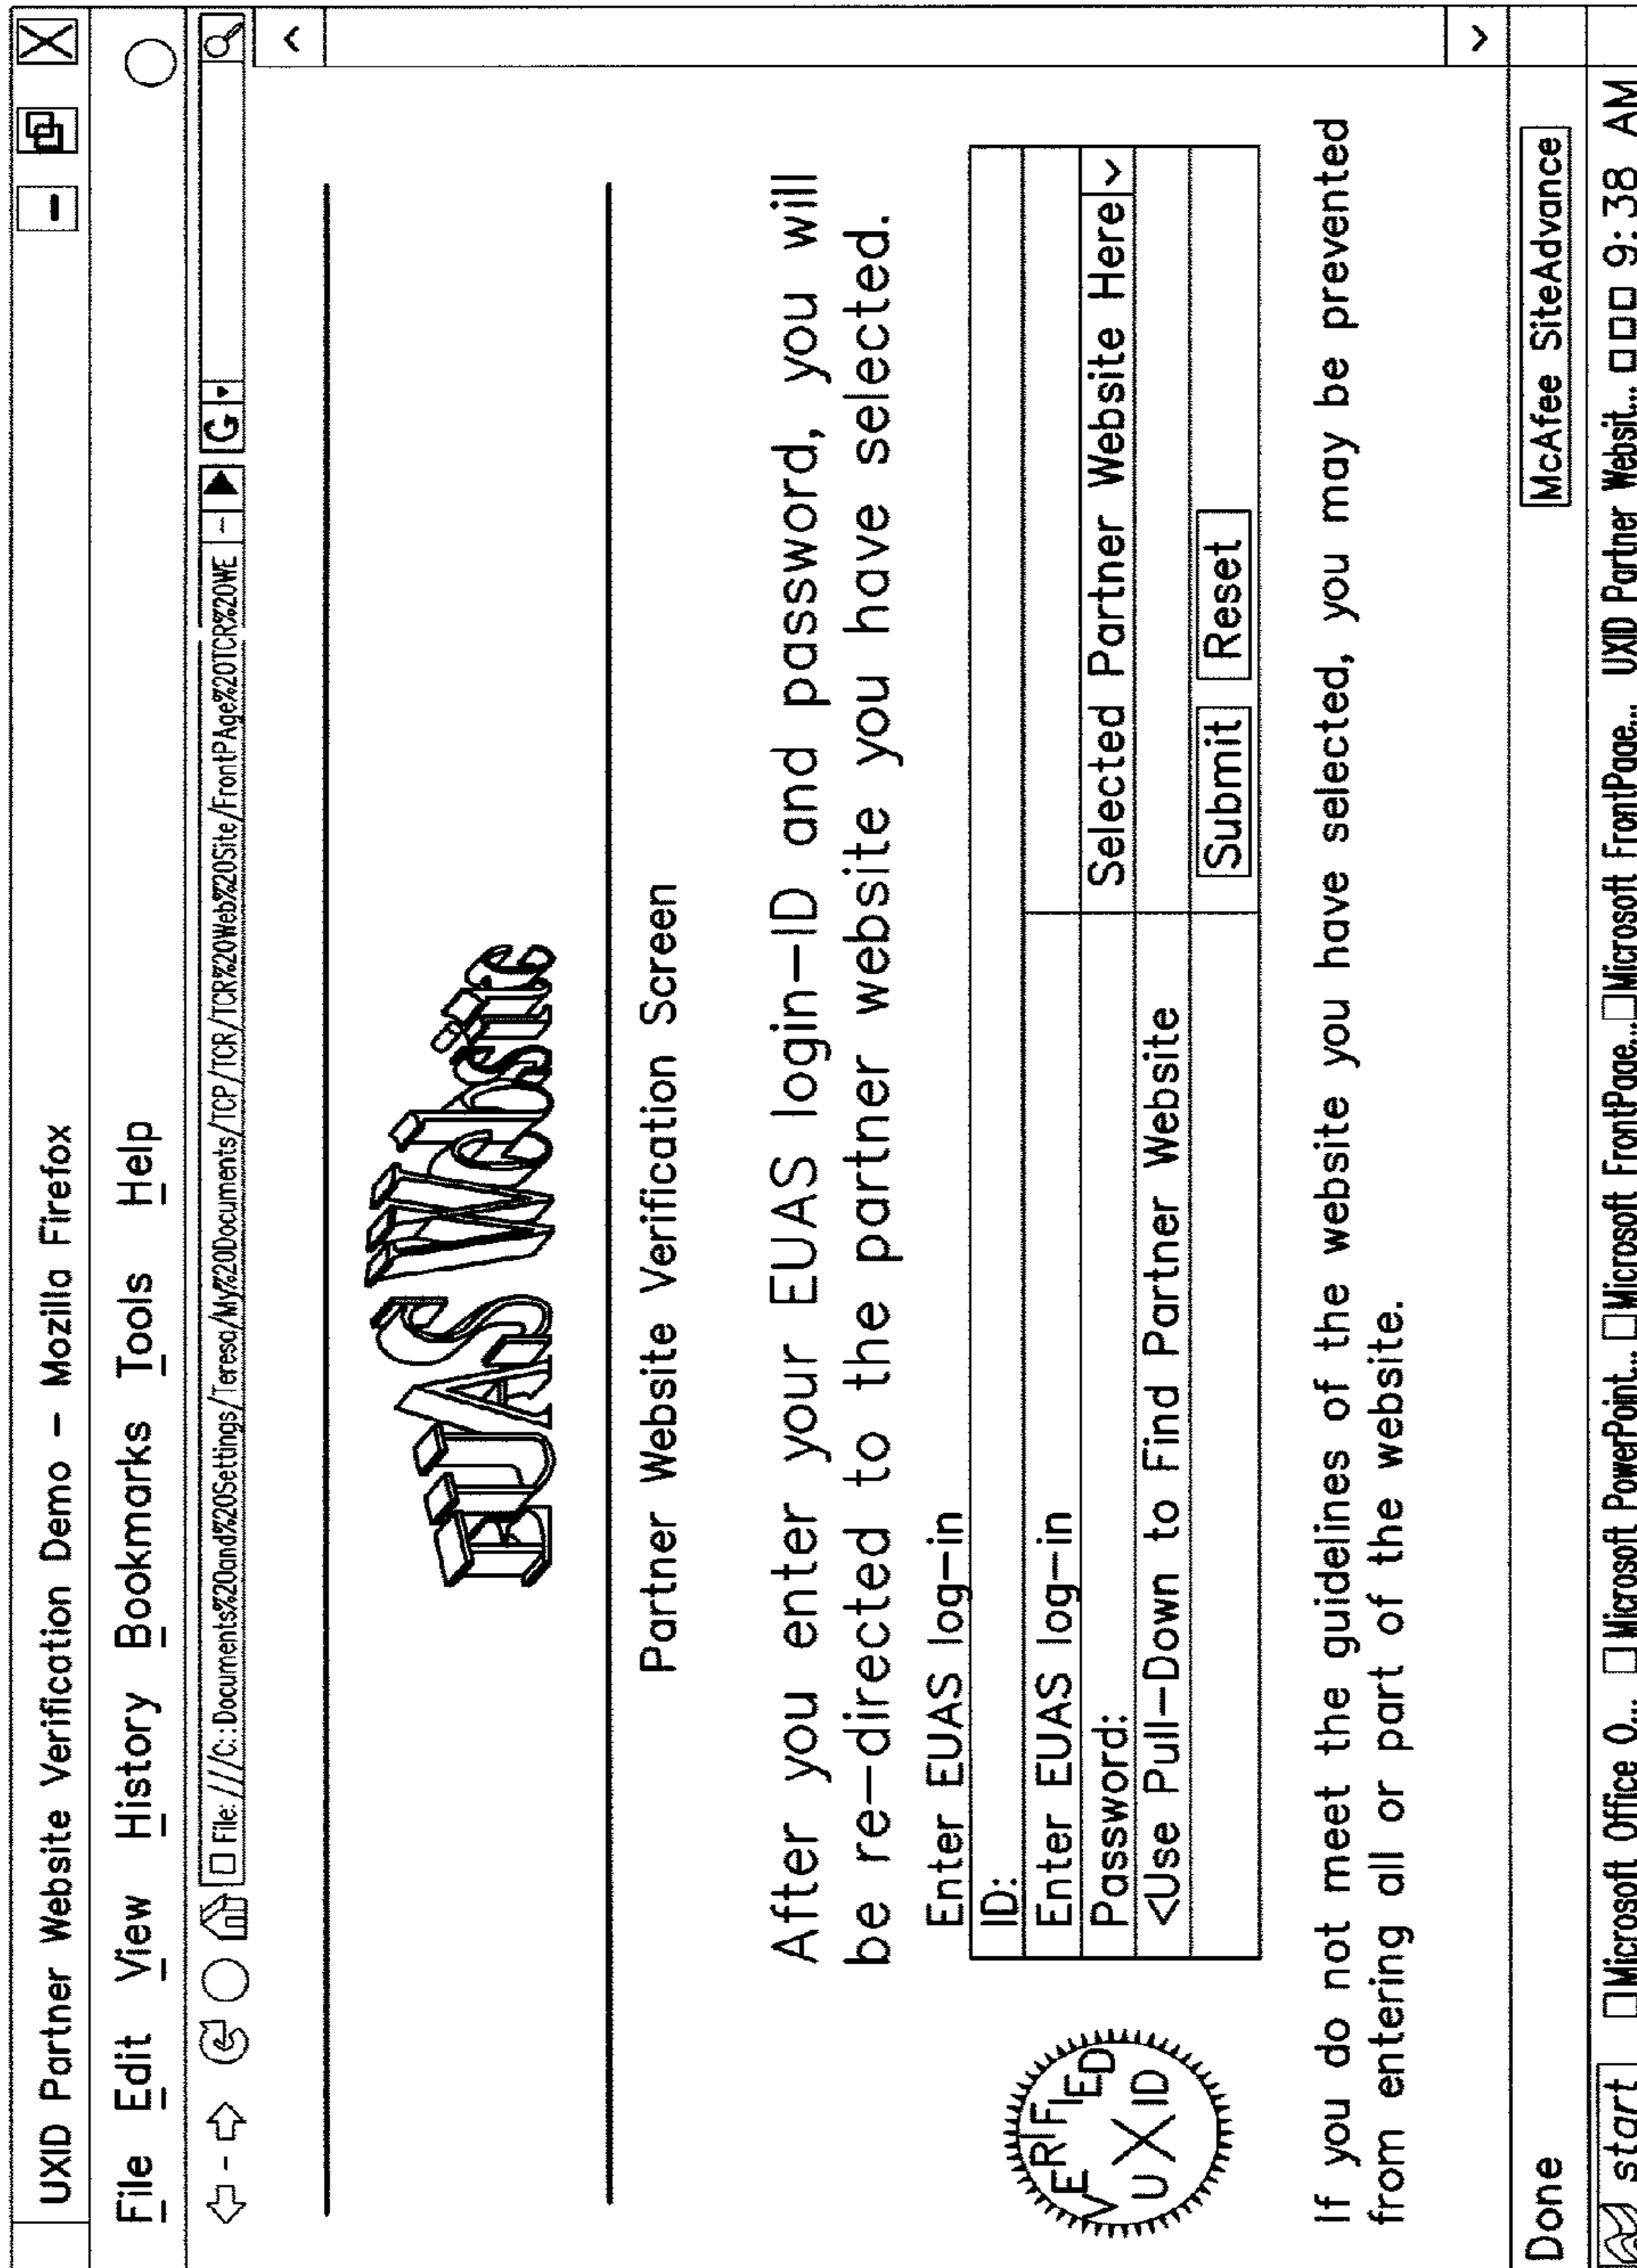 UXID Partner Website Verification Demo – Mozilla Firefox
File Edit View History Bookmarks Tools Help
File: ///C:: Documents%20and%20Settings/Teresa/My%20Documents/TCP/TCR/TCR%20Web%20Site/FrontPAge%20TCR%20WE
G
EUAS Website
Partner Website Verification Screen
After you enter your EUAS login–ID and password, you will
be re–directed to the partner website you have selected.
Enter EUAS log–in
ID:
Enter EUAS log–in
Password:
Selected Partner Website Here
<Use Pull–Down to Find Partner Website
Submit Reset
VERIFIED
UXID
If you do not meet the guidelines of the website you have selected, you may be prevented
from entering all or part of the website.
McAfee SiteAdvance
Done
start Microsoft Office O... Microsoft PowerPoint... Microsoft FrontPage... Microsoft FrontPage... UXID Partner Websit... 9:38 AM